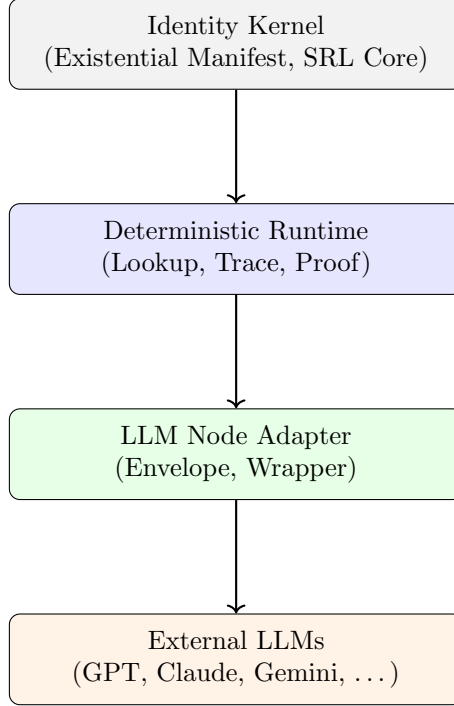 Identity Kernel
(Existential Manifest, SRL Core)
Deterministic Runtime
(Lookup, Trace, Proof)
LLM Node Adapter
(Envelope, Wrapper)
External LLMs
(GPT, Claude, Gemini, ...)